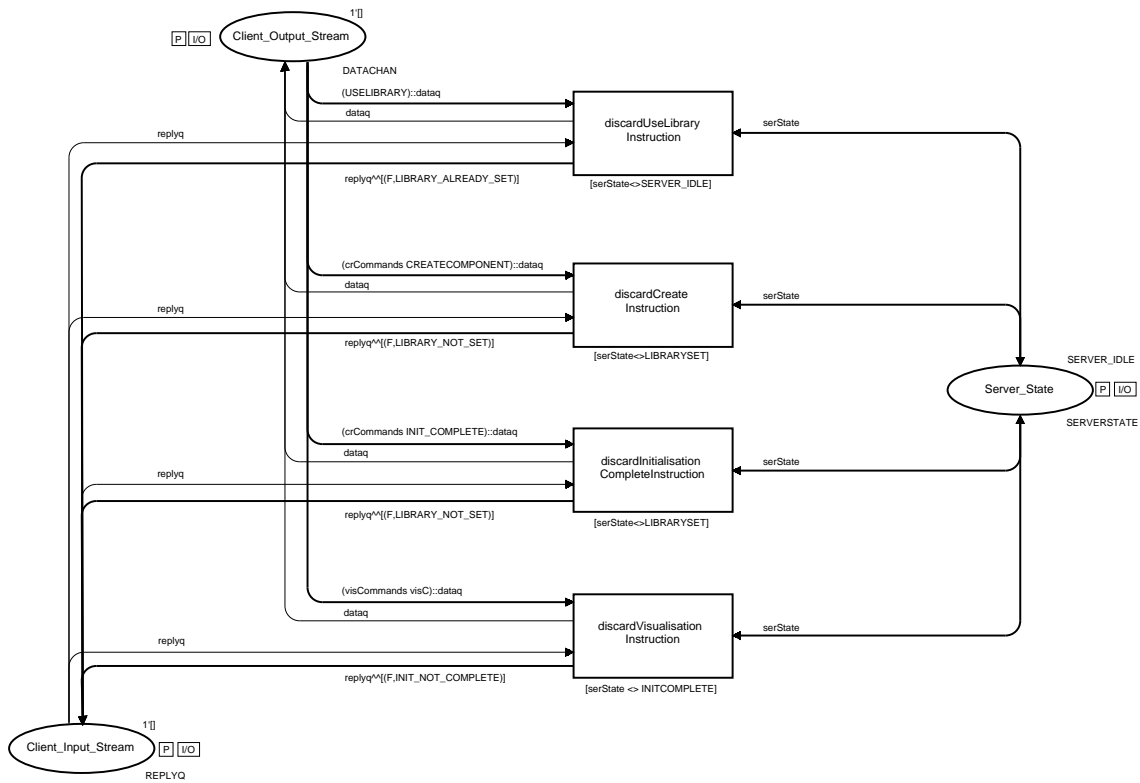 1'[]
Client_Output_Stream
P I/O
DATACHAN
(USELIBRARY)::dataq
dataq
discardUseLibrary
Instruction
serState
replyq
replyq^^[(F,LIBRARY_ALREADY_SET)]
[serState<>SERVER_IDLE]
(crCommands CREATECOMPONENT)::dataq
dataq
discardCreate
Instruction
serState
replyq
replyq^^[(F,LIBRARY_NOT_SET)]
[serState<>LIBRARYSET]
SERVER_IDLE
Server_State
P I/O
SERVERSTATE
(crCommands INIT_COMPLETE)::dataq
dataq
discardInitialisation
CompleteInstruction
serState
replyq
replyq^^[(F,LIBRARY_NOT_SET)]
[serState<>LIBRARYSET]
(visCommands visC)::dataq
dataq
discardVisualisation
Instruction
serState
replyq
replyq^^[(F,INIT_NOT_COMPLETE)]
[serState <> INITCOMPLETE]
1'[]
Client_Input_Stream
P I/O
REPLYQ